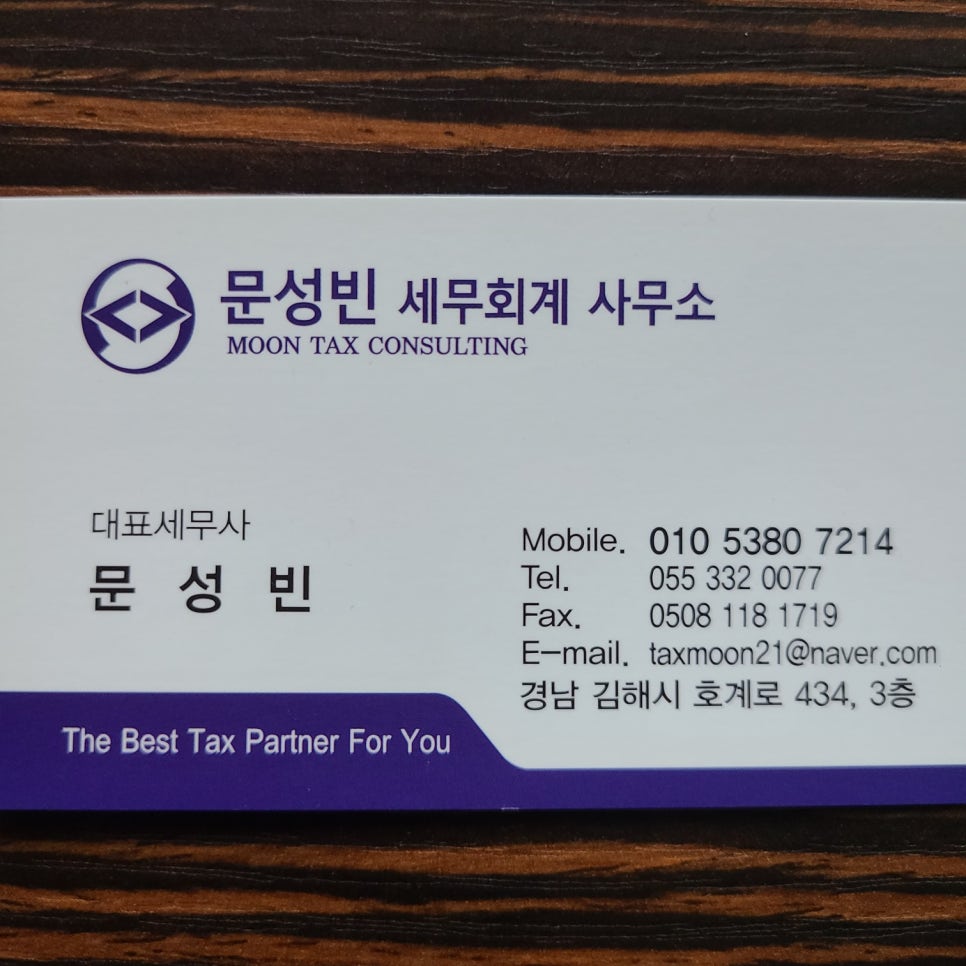 문성빈 세무회계 사무소
MOON TAX CONSULTING
대표세무사
문 성 빈
Mobile. 010 5380 7214
Tel. 055 332 0077
Fax. 0508 118 1719
E-mail. taxmoon21@naver.com
경남 김해시 호계로 434, 3층
The Best Tax Partner For You